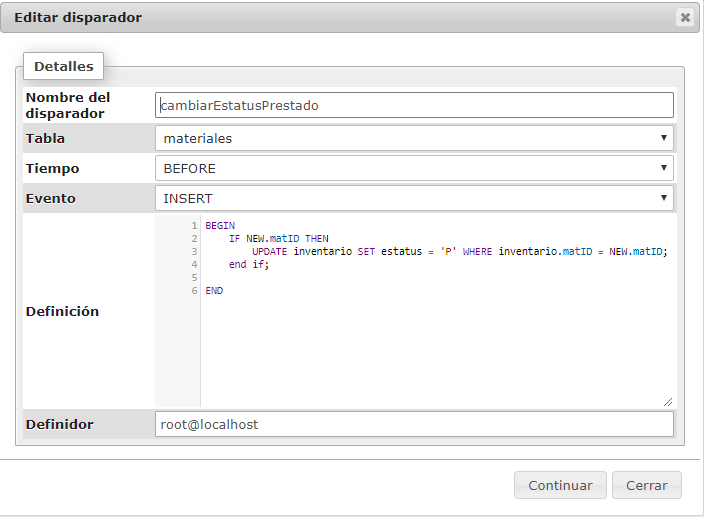 Editar disparador
Detalles
Nombre del
disparador
cambiarEstatusPrestado
Tabla
materiales
Tiempo
BEFORE
Evento
INSERT
Definición
1 BEGIN
2 IF NEW.matID THEN
3 UPDATE inventario SET estatus = 'P' WHERE inventario.matID = NEW.matID;
4 end if;
5
6 END
Definidor
root@localhost
Continuar
Cerrar